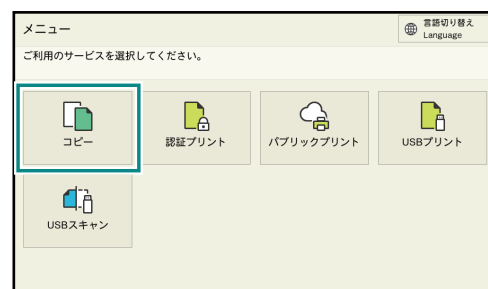 メニュー
言語切り替え
Language
ご利用のサービスを選択してください。
コピー
認証プリント
パブリックプリント
USBプリント
USBスキャン